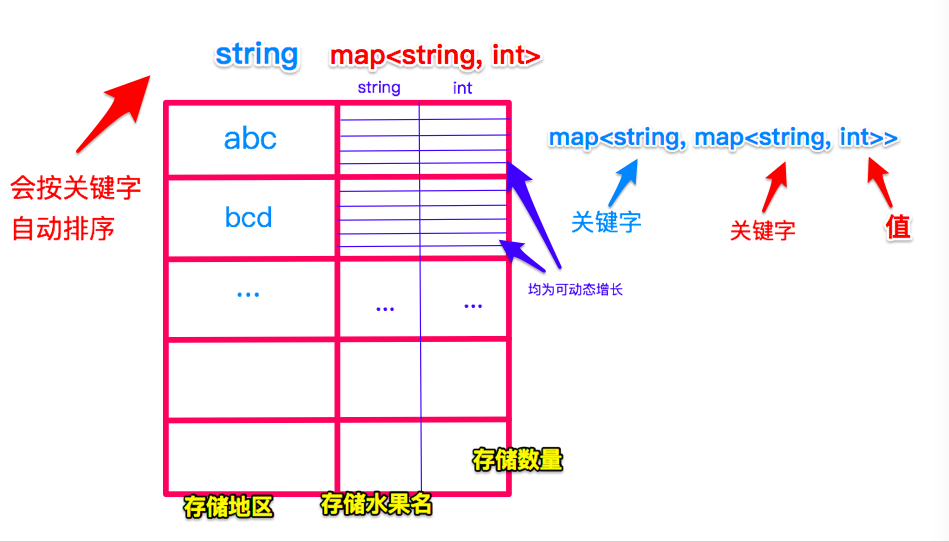 string map<string, int>
string int
abc
map<string, map<string, int>>
会按关键字
自动排序
bcd
关键字
关键字
值
...
... ...
均为可动态增长
存储数量
存储地区
存储水果名